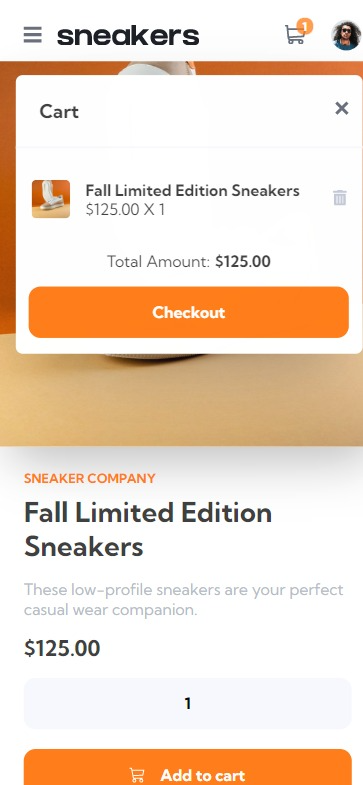 sneakers
1
Cart
Fall Limited Edition Sneakers
$125.00 X 1
Total Amount: $125.00
Checkout
SNEAKER COMPANY
Fall Limited Edition
Sneakers
These low-profile sneakers are your perfect
casual wear companion.
$125.00
1
Add to cart